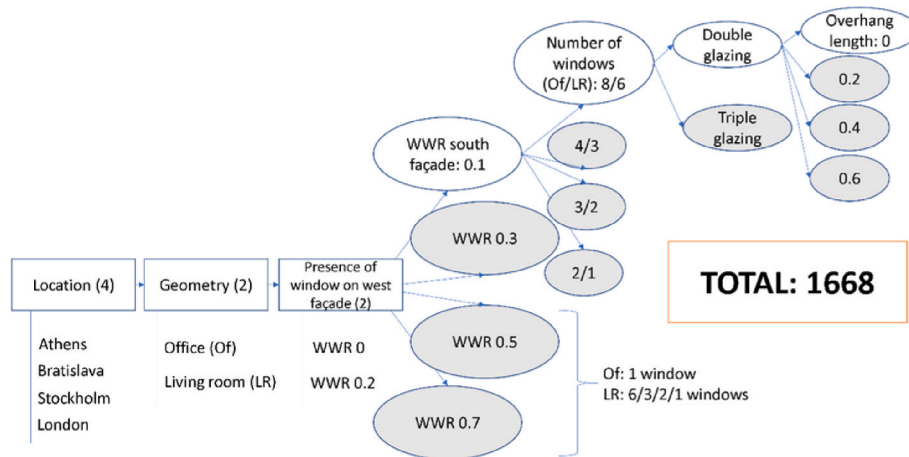 Number of
windows
(Of/LR): 8/6
Double
glazing
Overhang
length: 0
0.2
Triple
glazing
0.4
0.6
WWR south
façade: 0.1
4/3
3/2
2/1
WWR 0.3
Location (4)
Geometry (2)
Presence of
window on west
façade (2)
TOTAL: 1668
WWR 0.5
WWR 0.7
Athens
Bratislava
Stockholm
London
Office (Of)
Living room (LR)
WWR 0
WWR 0.2
Of: 1 window
LR: 6/3/2/1 windows